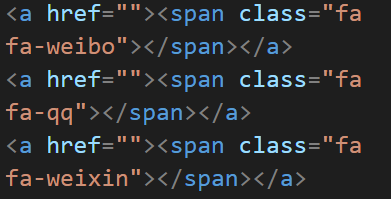 <a href=""><span class="fa
fa-weibo"></span></a>
<a href=""><span class="fa
fa-qq"></span></a>
<a href=""><span class="fa
fa-weixin"></span></a>